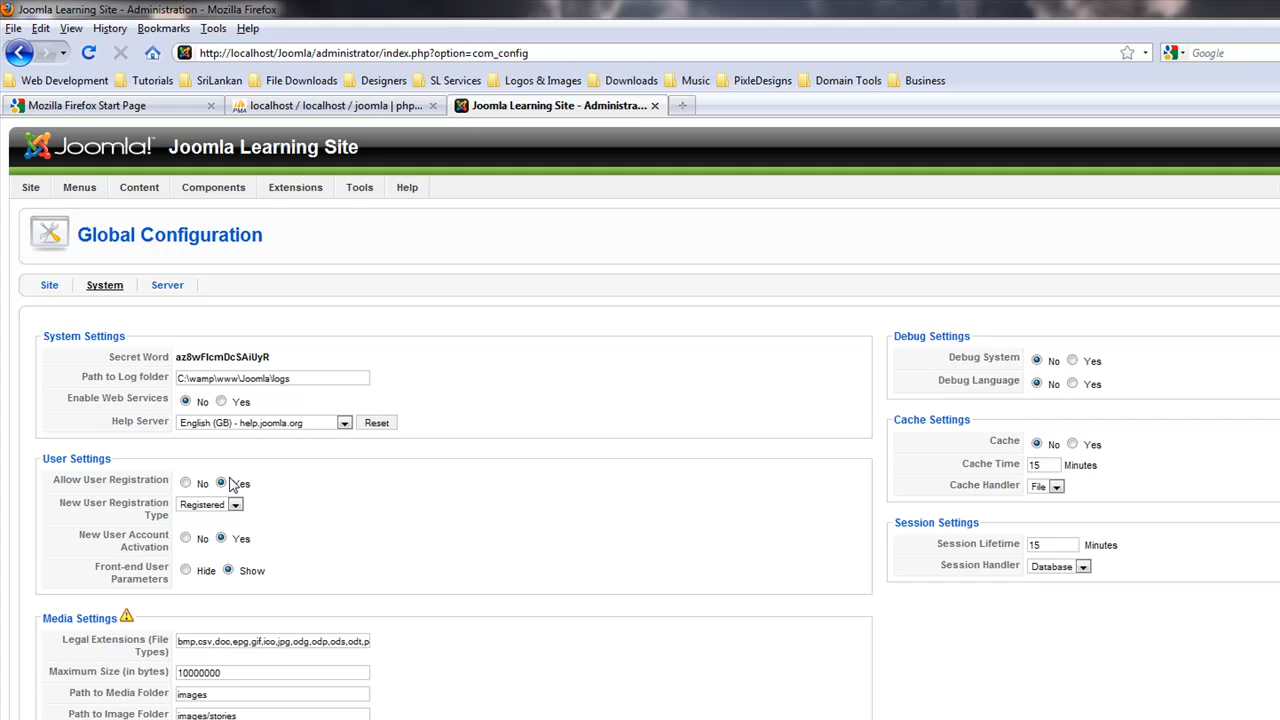 Joomla Learning Site - Administration - Mozilla Firefox
File Edit View History Bookmarks Tools Help
http://localhost/Joomla/administrator/index.php?option=com_config
Google
Web Development Tutorials SriLankan File Downloads Designers SL Services Logos & Images Downloads Music PixleDesigns Domain Tools Business
Mozilla Firefox Start Page
localhost / localhost / joomla | php...
Joomla Learning Site - Administra...
Joomla! Joomla Learning Site
Site Menus Content Components Extensions Tools Help
Global Configuration
Site System Server
System Settings
Secret Word az8wFIcmDcSAiUyR
Path to Log folder C:\wamp\www\Joomla\logs
Enable Web Services No Yes
Help Server English (GB) - help.joomla.org Reset
User Settings
Allow User Registration No Yes
New User Registration Type Registered
New User Account Activation No Yes
Front-end User Parameters Hide Show
Media Settings
Legal Extensions (File Types) bmp,csv,doc,epg,gif,ico,jpg,odg,odp,ods,odt,p
Maximum Size (in bytes) 10000000
Path to Media Folder images
Path to Image Folder images/stories
Debug Settings
Debug System No Yes
Debug Language No Yes
Cache Settings
Cache No Yes
Cache Time 15 Minutes
Cache Handler File
Session Settings
Session Lifetime 15 Minutes
Session Handler Database